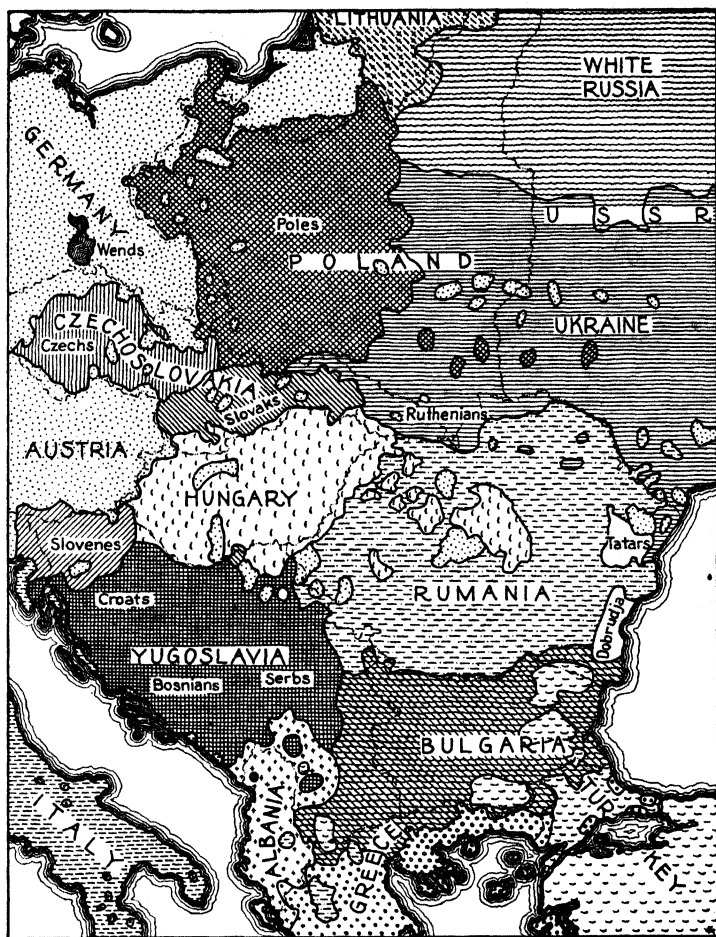 LITHUANIA
WHITE
RUSSIA
GERMANY
Poles
U S S R
Wends
POLAND
UKRAINE
CZECHOSLOVAKIA
Czechs
Slovaks
Ruthenians
AUSTRIA
HUNGARY
Slovenes
Tatars
RUMANIA
Croats
Dobrudja
YUGOSLAVIA
Bosnians
Serbs
BULGARIA
ITALY
ALBANIA
GREECE
TURKEY